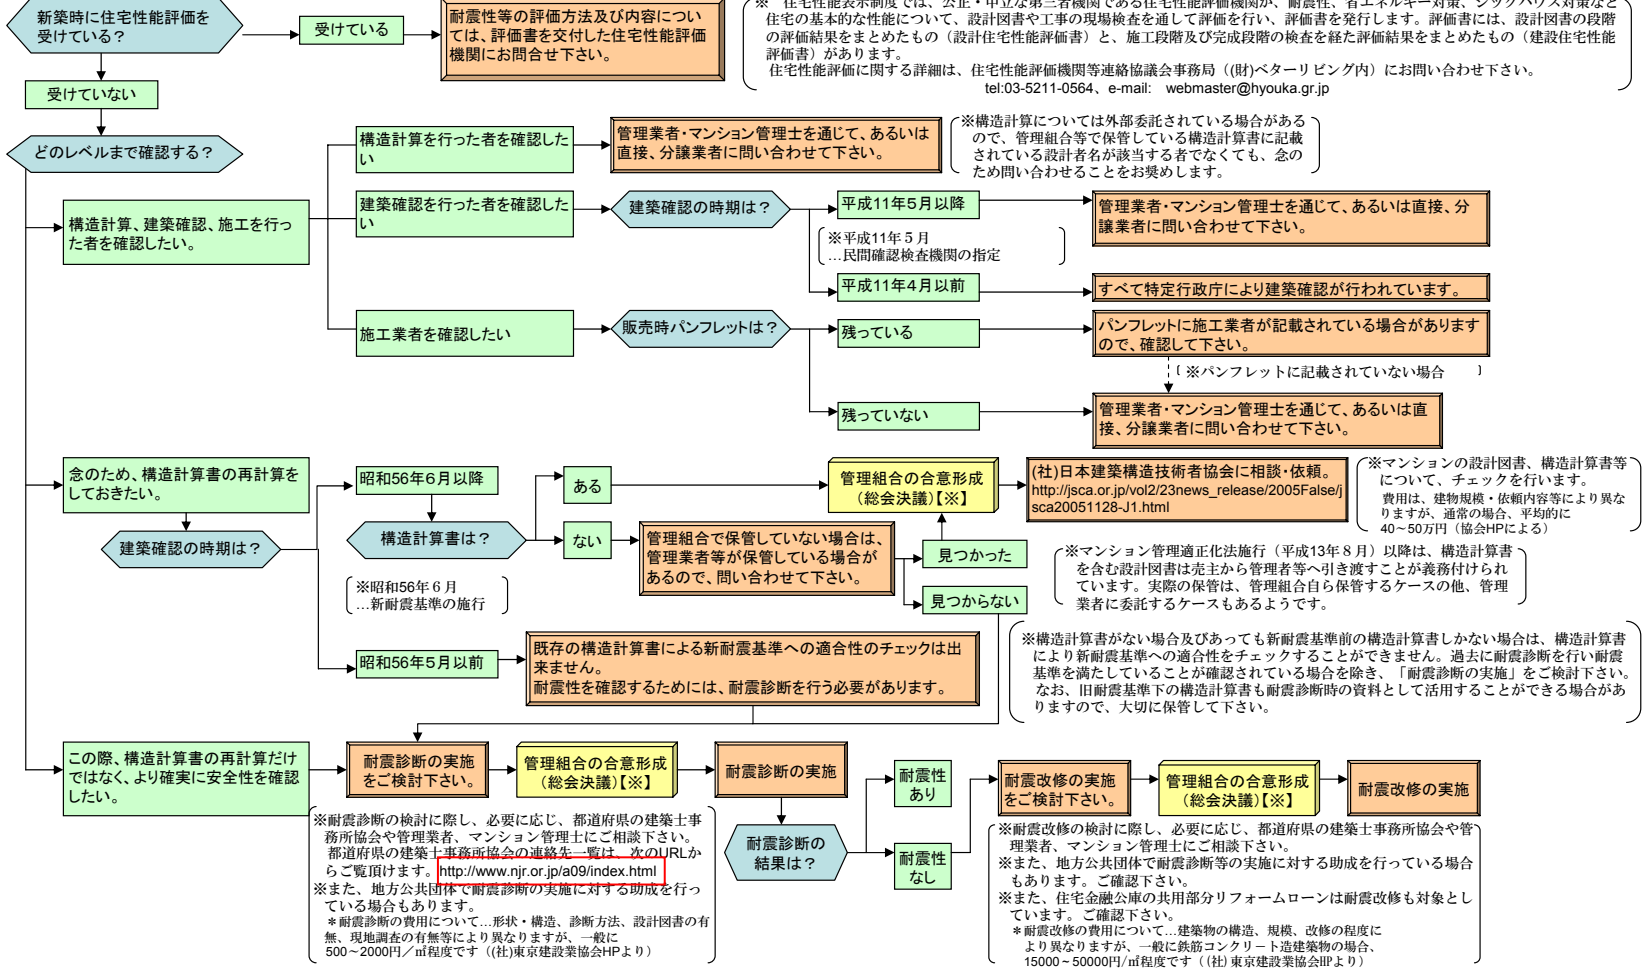 新築時に住宅性能評価を
受けている？
受けている
耐震性等の評価方法及び内容につい
ては、評価書を交付した住宅性能評価
機関にお問合せ下さい。
※　住宅性能表示制度では、公正・中立な第三者機関である住宅性能評価機関が、耐震性、省エネルギー対策、シックハウス対策など
住宅の基本的な性能について、設計図書や工事の現場検査を通して評価を行い、評価書を発行します。評価書には、設計図書の段階
の評価結果をまとめたもの（設計住宅性能評価書）と、施工段階及び完成段階の検査を経た評価結果をまとめたもの（建設住宅性能
評価書）があります。
住宅性能評価に関する詳細は、住宅性能評価機関等連絡協議会事務局（(財)ベターリビング内）にお問い合わせ下さい。
tel:03-5211-0564、e-mail:　webmaster@hyouka.gr.jp
受けていない
どのレベルまで確認する？
構造計算、建築確認、施工を行っ
た者を確認したい。
構造計算を行った者を確認した
い
管理業者・マンション管理士を通じて、あるいは
直接、分譲業者に問い合わせて下さい。
※構造計算については外部委託されている場合がある
ので、管理組合等で保管している構造計算書に記載
されている設計者名が該当する者でなくても、念の
ため問い合わせることをお奨めします。
建築確認を行った者を確認した
い
建築確認の時期は？
平成11年5月以降
管理業者・マンション管理士を通じて、あるいは直接、分
譲業者に問い合わせて下さい。
※平成11年５月
…民間確認検査機関の指定
平成11年4月以前
すべて特定行政庁により建築確認が行われています。
施工業者を確認したい
販売時パンフレットは？
残っている
パンフレットに施工業者が記載されている場合があります
ので、確認して下さい。
※パンフレットに記載されていない場合
残っていない
管理業者・マンション管理士を通じて、あるいは直
接、分譲業者に問い合わせて下さい。
念のため、構造計算書の再計算を
しておきたい。
建築確認の時期は？
昭和56年6月以降
構造計算書は？
※昭和56年６月
…新耐震基準の施行
ある
ない
管理組合の合意形成
（総会決議）【※】
(社)日本建築構造技術者協会に相談・依頼。
http://jsca.or.jp/vol2/23news_release/2005False/j
sca20051128-J1.html
※マンションの設計図書、構造計算書等
について、チェックを行います。
費用は、建物規模・依頼内容等により異な
りますが、通常の場合、平均的に
40～50万円（協会HPによる）
管理組合で保管していない場合は、
管理業者等が保管している場合が
あるので、問い合わせて下さい。
見つかった
見つからない
※マンション管理適正化法施行（平成13年８月）以降は、構造計算書
を含む設計図書は売主から管理者等へ引き渡すことが義務付けられ
ています。実際の保管は、管理組合自ら保管するケースの他、管理
業者に委託するケースもあるようです。
昭和56年5月以前
既存の構造計算書による新耐震基準への適合性のチェックは出
来ません。
耐震性を確認するためには、耐震診断を行う必要があります。
※構造計算書がない場合及びあっても新耐震基準前の構造計算書しかない場合は、構造計算書
により新耐震基準への適合性をチェックすることができません。過去に耐震診断を行い耐震
基準を満たしていることが確認されている場合を除き、「耐震診断の実施」をご検討下さい。
なお、旧耐震基準下の構造計算書も耐震診断時の資料として活用することができる場合があ
りますので、大切に保管して下さい。
この際、構造計算書の再計算だけ
ではなく、より確実に安全性を確認
したい。
耐震診断の実施
をご検討下さい。
管理組合の合意形成
（総会決議）【※】
耐震診断の実施
耐震診断の
結果は？
耐震性
あり
耐震性
なし
耐震改修の実施
をご検討下さい。
管理組合の合意形成
（総会決議）【※】
耐震改修の実施
※耐震診断の検討に際し、必要に応じ、都道府県の建築士事
務所協会や管理業者、マンション管理士にご相談下さい。
都道府県の建築士事務所協会の連絡先一覧は、次のURLか
らご覧頂けます。http://www.njr.or.jp/a09/index.html
※また、地方公共団体で耐震診断の実施に対する助成を行っ
ている場合もあります。
＊耐震診断の費用について…形状・構造、診断方法、設計図書の有
無、現地調査の有無等により異なりますが、一般に
500～2000円／㎡程度です（(社)東京建設業協会HPより）
※耐震改修の検討に際し、必要に応じ、都道府県の建築士事務所協会や管
理業者、マンション管理士にご相談下さい。
※また、地方公共団体で耐震診断等の実施に対する助成を行っている場合
もあります。ご確認下さい。
※また、住宅金融公庫の共用部分リフォームローンは耐震改修も対象とし
ています。ご確認下さい。
＊耐震改修の費用について…建築物の構造、規模、改修の程度に
より異なりますが、一般に鉄筋コンクリート造建築物の場合、
15000～50000円/㎡程度です（(社)東京建設業協会HPより）